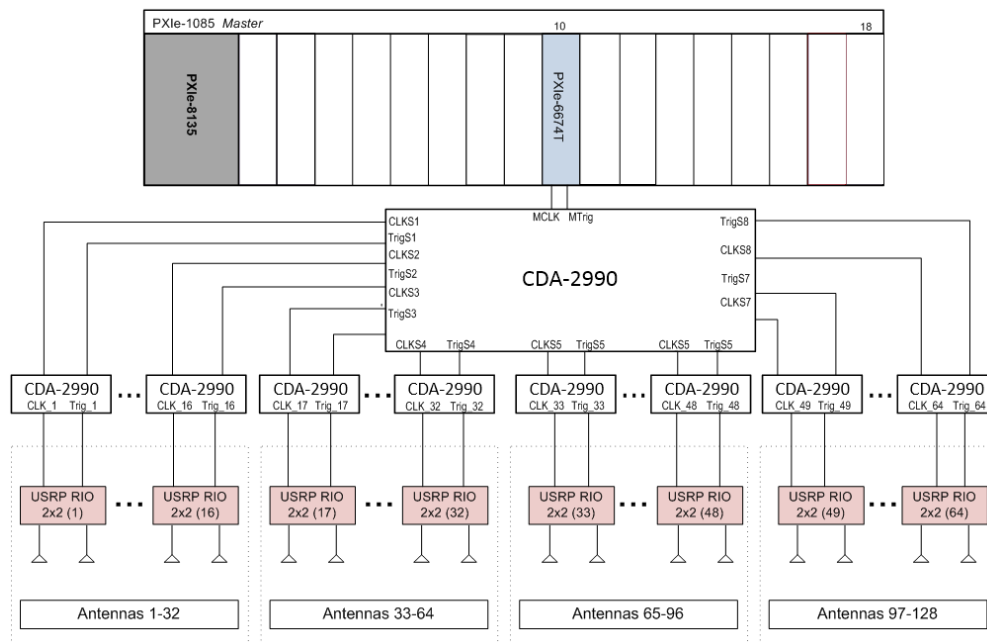 PXIe-1085 Master
10
18
PXIe-8135
PXIe-6674T
MCLK MTrig
CLKS1
TrigS1
CLKS2
TrigS2
CLKS3
TrigS3
CDA-2990
TrigS8
CLKS8
TrigS7
CLKS7
CLKS4 TrigS4 CLKS5 TrigS5 CLKS5 TrigS5
CDA-2990 ... CDA-2990 CDA-2990 ... CDA-2990 CDA-2990 ... CDA-2990 CDA-2990 ... CDA-2990
CLK_1 Trig_1 CLK_16 Trig_16 CLK_17 Trig_17 CLK_32 Trig_32 CLK_33 Trig_33 CLK_48 Trig_48 CLK_49 Trig_49 CLK_64 Trig_64
USRP RIO ... USRP RIO USRP RIO ... USRP RIO USRP RIO ... USRP RIO USRP RIO ... USRP RIO
2x2 (1) 2x2 (16) 2x2 (17) 2x2 (32) 2x2 (33) 2x2 (48) 2x2 (49) 2x2 (64)
Antennas 1-32 Antennas 33-64 Antennas 65-96 Antennas 97-128